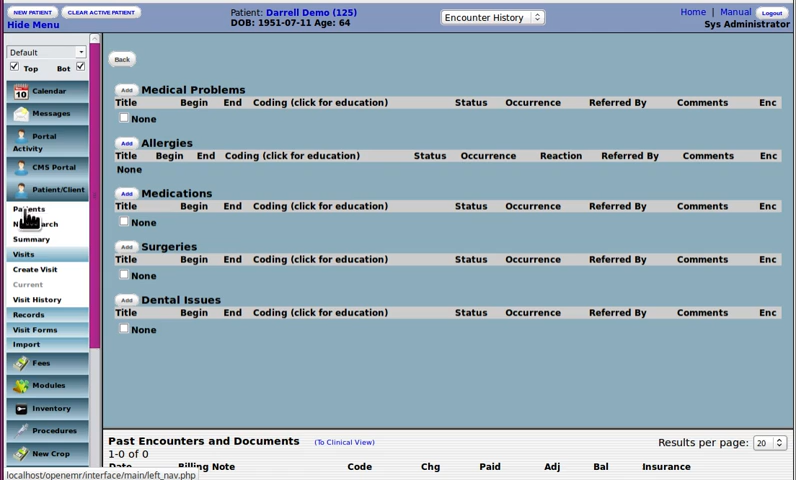 NEW PATIENT CLEAR ACTIVE PATIENT
Hide Menu
Patient: Darrell Demo (125)
DOB: 1951-07-11 Age: 64
Encounter History
Home | Manual Logout
Sys Administrator
Default
Top Bot
Calendar
Messages
Portal
Activity
CMS Portal
Patient/Client
Patients
Summary
Visits
Create Visit
Current
Visit History
Records
Visit Forms
Import
Fees
Modules
Inventory
Procedures
New Crop
localhost/openemr/interface/main/left_nav.php
Back
Add Medical Problems
Title Begin End Coding (click for education) Status Occurrence Referred By Comments Enc
None
Add Allergies
Title Begin End Coding (click for education) Status Occurrence Reaction Referred By Comments Enc
None
Add Medications
Title Begin End Coding (click for education) Status Occurrence Referred By Comments Enc
None
Add Surgeries
Title Begin End Coding (click for education) Status Occurrence Referred By Comments Enc
None
Add Dental Issues
Title Begin End Coding (click for education) Status Occurrence Referred By Comments Enc
None
Past Encounters and Documents (To Clinical View) Results per page: 20
1-0 of 0
Date Billing Note Code Chg Paid Adj Bal Insurance